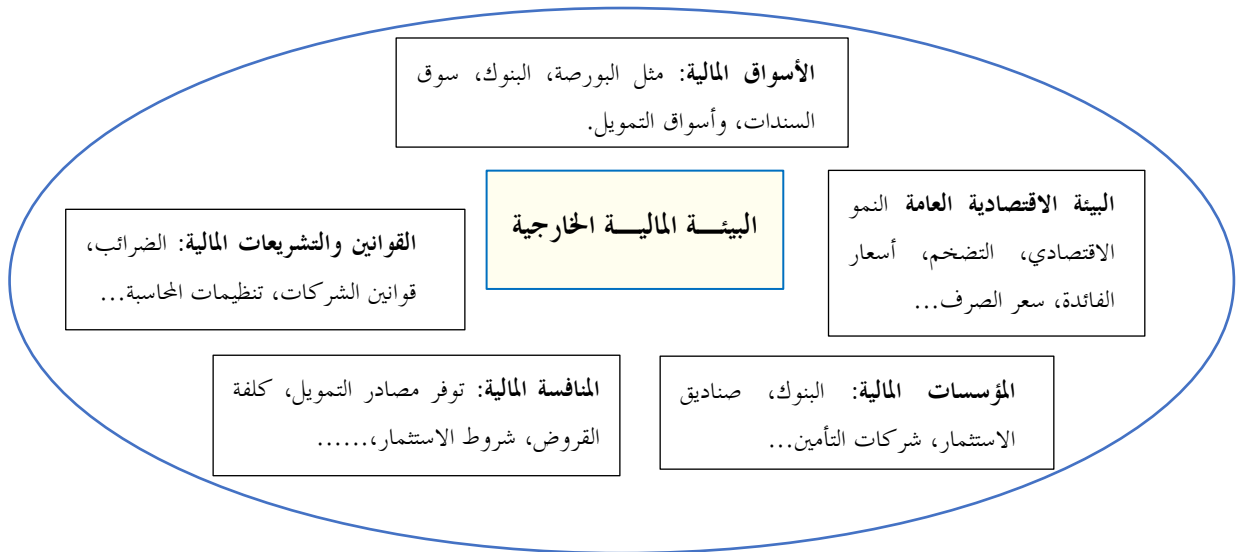 الأسواق المالية: مثل البورصة، البنوك، سوق
السندات، وأسواق التمويل.
البيئة الاقتصادية العامة النمو
الاقتصادي، التضخم، أسعار
الفائدة، سعر الصرف...
البيئـــة الماليـــة الخارجية
القوانين والتشريعات المالية: الضرائب،
قوانين الشركات، تنظيمات المحاسبة...
المؤسسات المالية: البنوك، صناديق
الاستثمار، شركات التأمين...
المنافسة المالية: توفر مصادر التمويل، كلفة
القروض، شروط الاستثمار،......